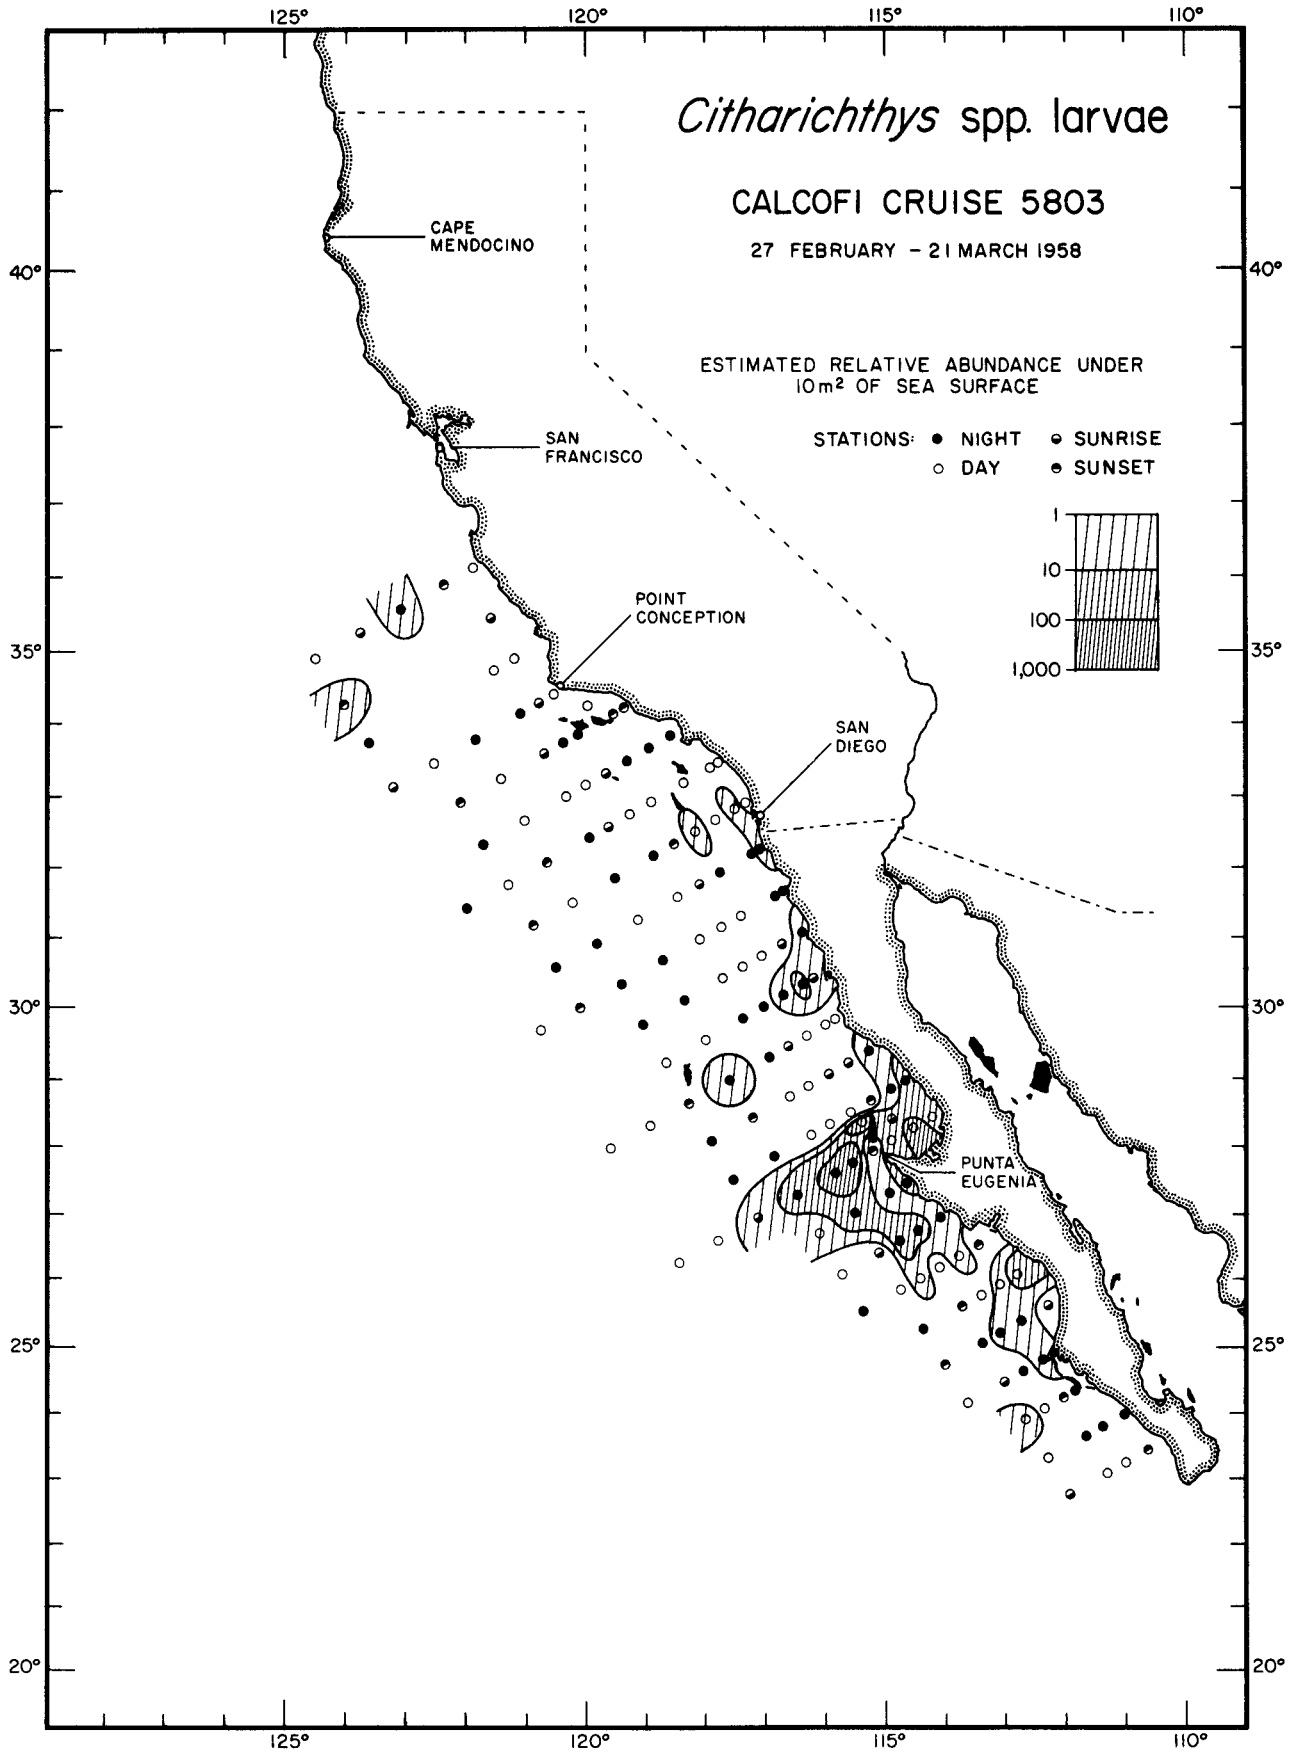 125° 120° 115° 110°
Citharichthys spp. larvae
CALCOFI CRUISE 5803
27 FEBRUARY – 21 MARCH 1958
CAPE
MENDOCINO
40° 40°
ESTIMATED RELATIVE ABUNDANCE UNDER
10m² OF SEA SURFACE
STATIONS: ● NIGHT SUNRISE
○ DAY SUNSET
SAN
FRANCISCO
1
10
100
1,000
POINT
CONCEPTION
35° 35°
SAN
DIEGO
30° 30°
PUNTA
EUGENIA
25° 25°
20° 20°
125° 120° 115° 110°